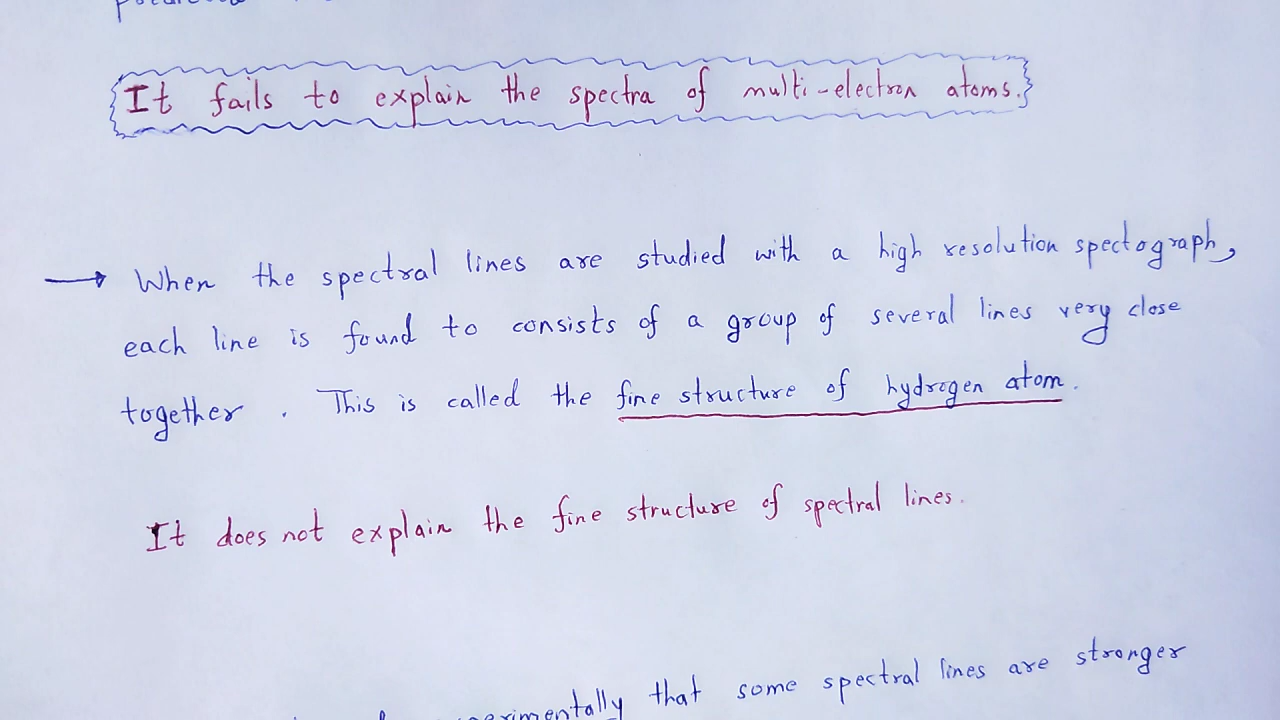 It fails to explain the spectra of multi-electron atoms.
→ When the spectral lines are studied with a high resolution spectograph,
each line is found to consists of a group of several lines very close
together . This is called the fine structure of hydrogen atom.
It does not explain the fine structure of spectral lines.
that some spectral lines are stronger